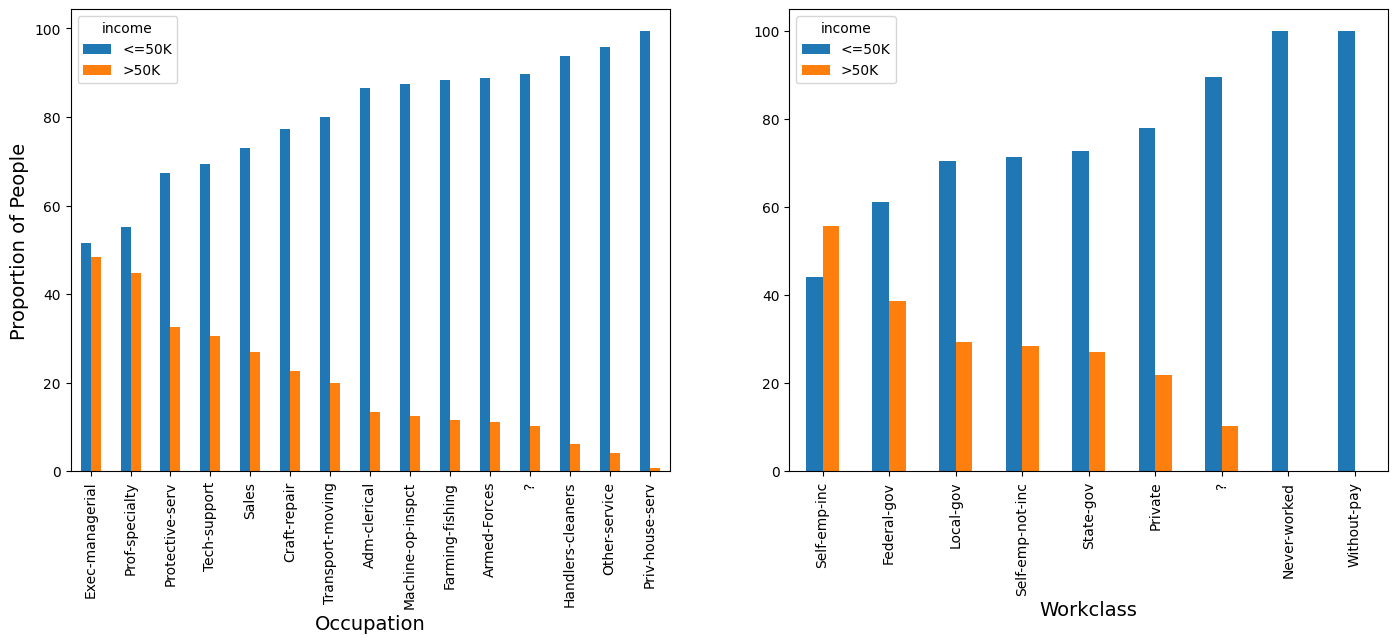 income
<=50K
>50K
Proportion of People
100
80
60
40
20
0
Exec-managerial
Prof-specialty
Protective-serv
Tech-support
Sales
Craft-repair
Transport-moving
Adm-clerical
Machine-op-inspct
Farming-fishing
Armed-Forces
?
Handlers-cleaners
Other-service
Priv-house-serv
Occupation
income
<=50K
>50K
100
80
60
40
20
0
Self-emp-inc
Federal-gov
Local-gov
Self-emp-not-inc
State-gov
Private
?
Never-worked
Without-pay
Workclass